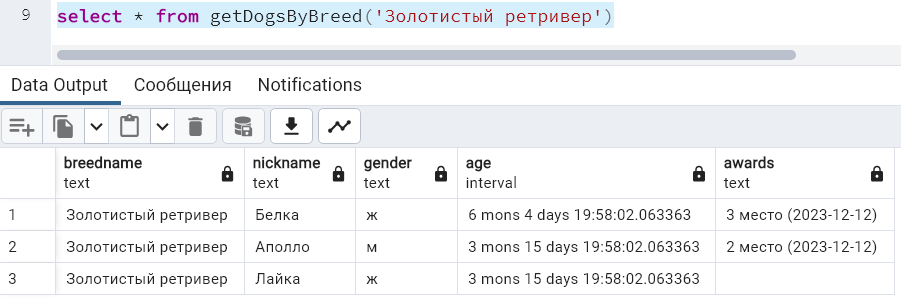 9 select * from getDogsByBreed('Золотистый ретривер')
Data Output Сообщения Notifications
breedname nickname gender age awards
text text text interval text
1 Золотистый ретривер Белка ж 6 mons 4 days 19:58:02.063363 3 место (2023-12-12)
2 Золотистый ретривер Аполло м 3 mons 15 days 19:58:02.063363 2 место (2023-12-12)
3 Золотистый ретривер Лайка ж 3 mons 15 days 19:58:02.063363